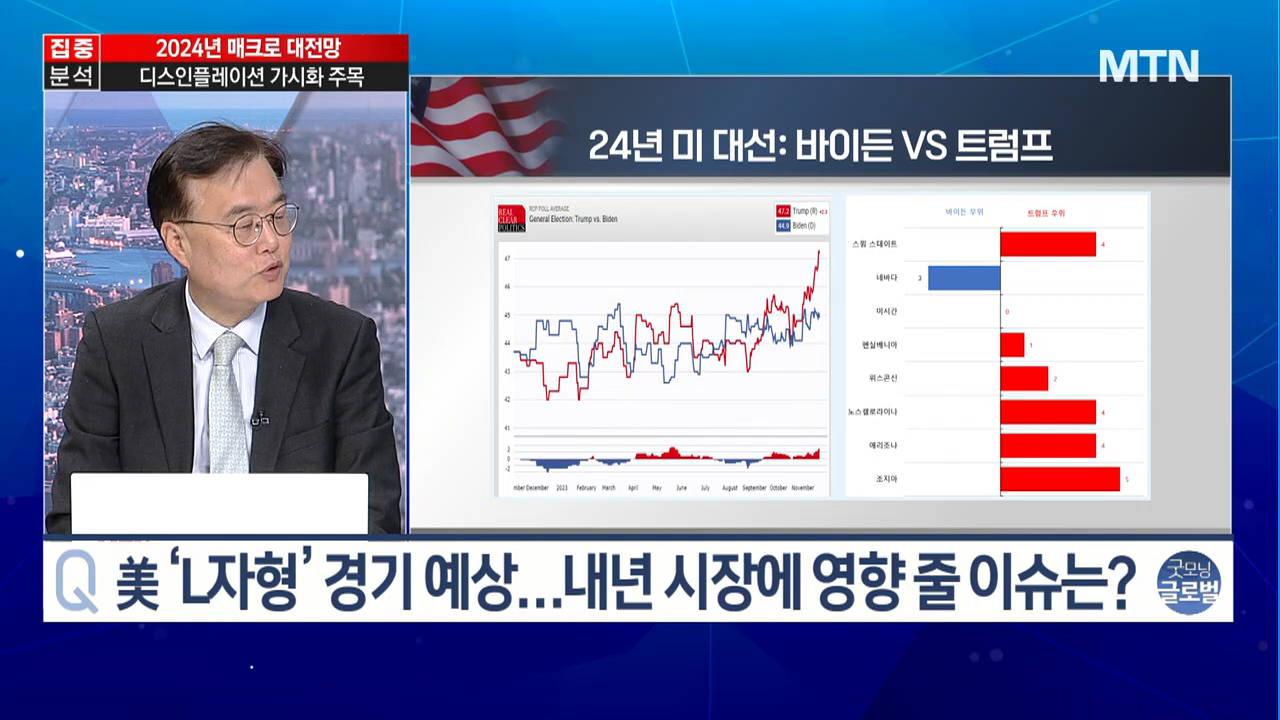 집중
분석
2024년 매크로 대전망
디스인플레이션 가시화 주목
MTN
24년 미 대선: 바이든 VS 트럼프
REAL
CLEAR
POLITICS
RCP POLL AVERAGE
General Election: Trump vs. Biden
47.2 Trump (R) +2.3
44.9 Biden (D)
47
46
45
44
43
42
41
2
0
-2
mber December 2023 February March April May June July August September October November
바이든 우위 트럼프 우위
스윙 스테이트 4
네바다 3
미시간 0
펜실베니아 1
위스콘신 2
노스캘로라이나 4
애리조나 4
조지아 5
Q 美 ‘L자형’ 경기 예상...내년 시장에 영향 줄 이슈는?
굿모닝
글로벌